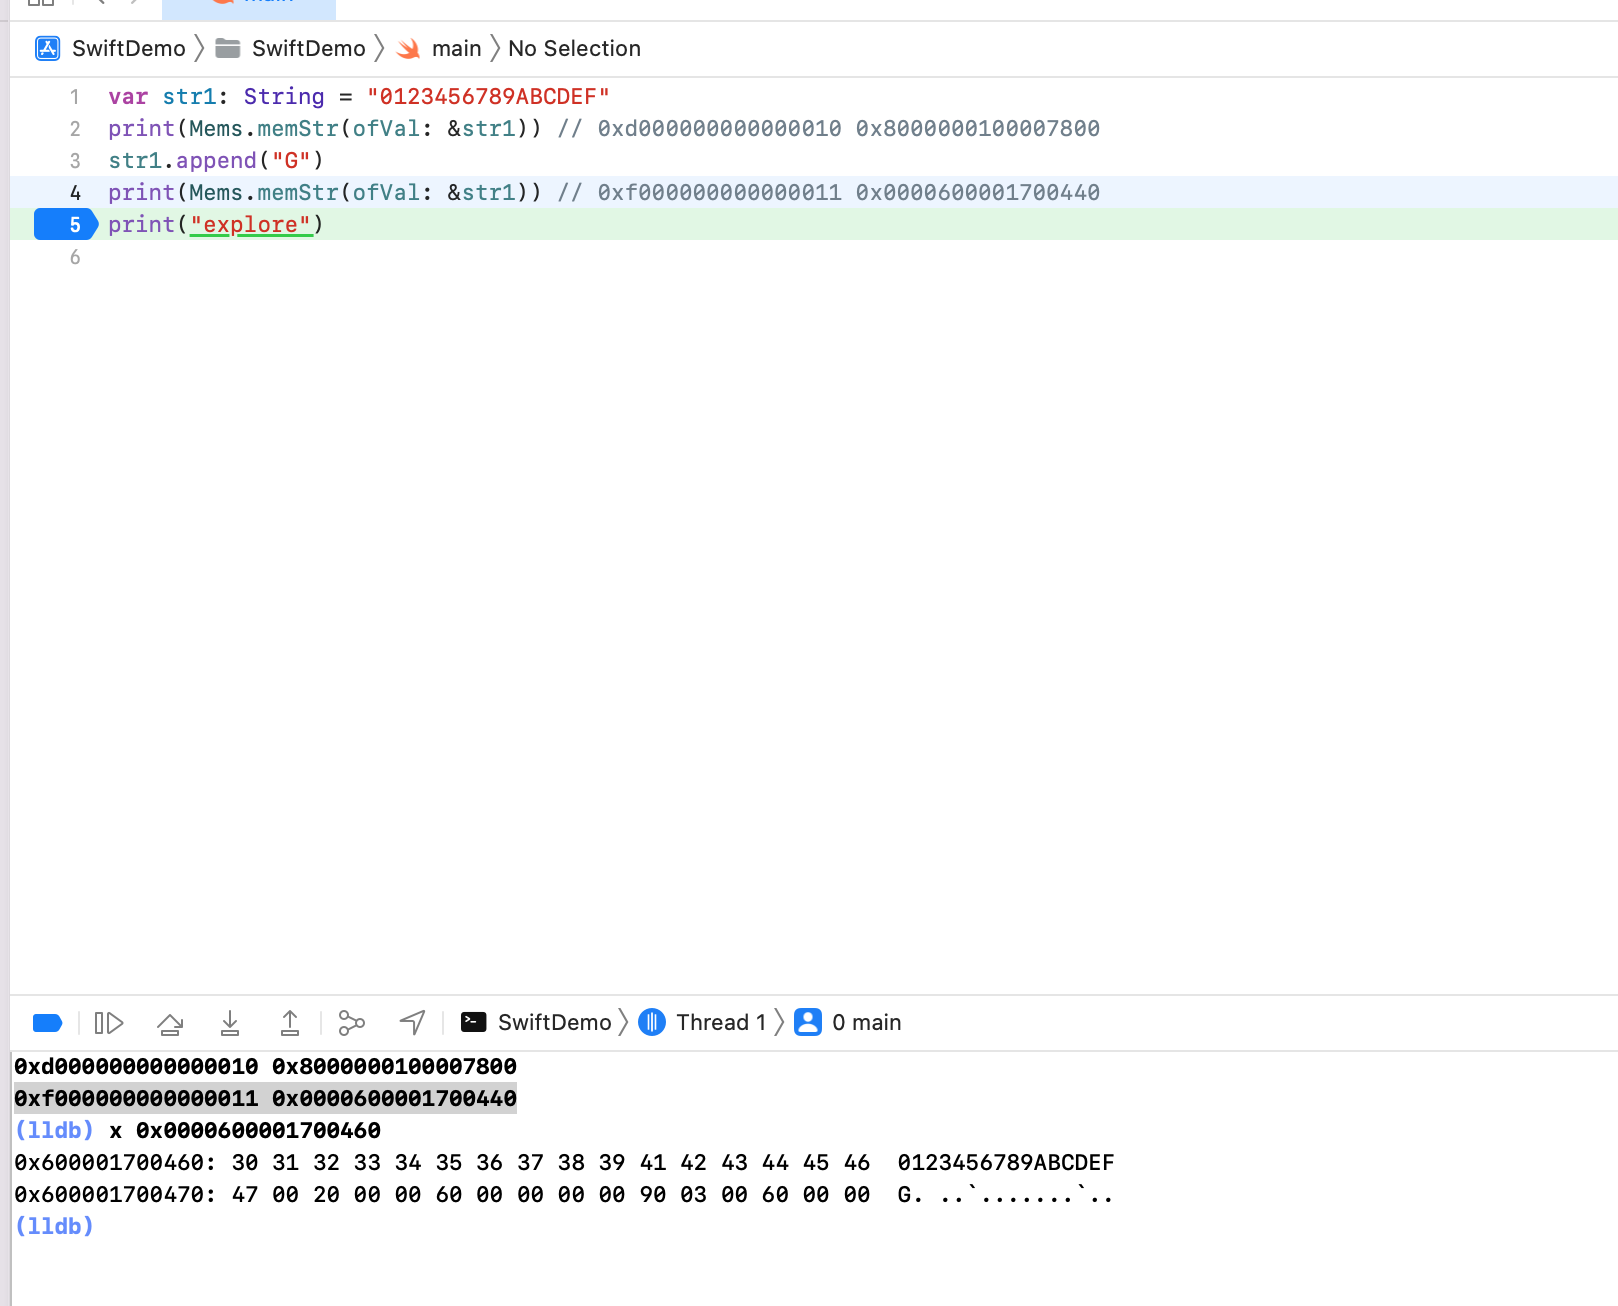 main
SwiftDemo 〉 SwiftDemo 〉 main 〉 No Selection
1 var str1: String = "0123456789ABCDEF"
2 print(Mems.memStr(ofVal: &str1)) // 0xd000000000000010 0x8000000100007800
3 str1.append("G")
4 print(Mems.memStr(ofVal: &str1)) // 0xf000000000000011 0x0000600001700440
5 print("explore")
6
SwiftDemo 〉 Thread 1 〉 0 main
0xd000000000000010 0x8000000100007800
0xf000000000000011 0x0000600001700440
(lldb) x 0x0000600001700460
0x600001700460: 30 31 32 33 34 35 36 37 38 39 41 42 43 44 45 46  0123456789ABCDEF
0x600001700470: 47 00 20 00 00 60 00 00 00 00 90 03 00 60 00 00  G. ..`.......`..
(lldb)